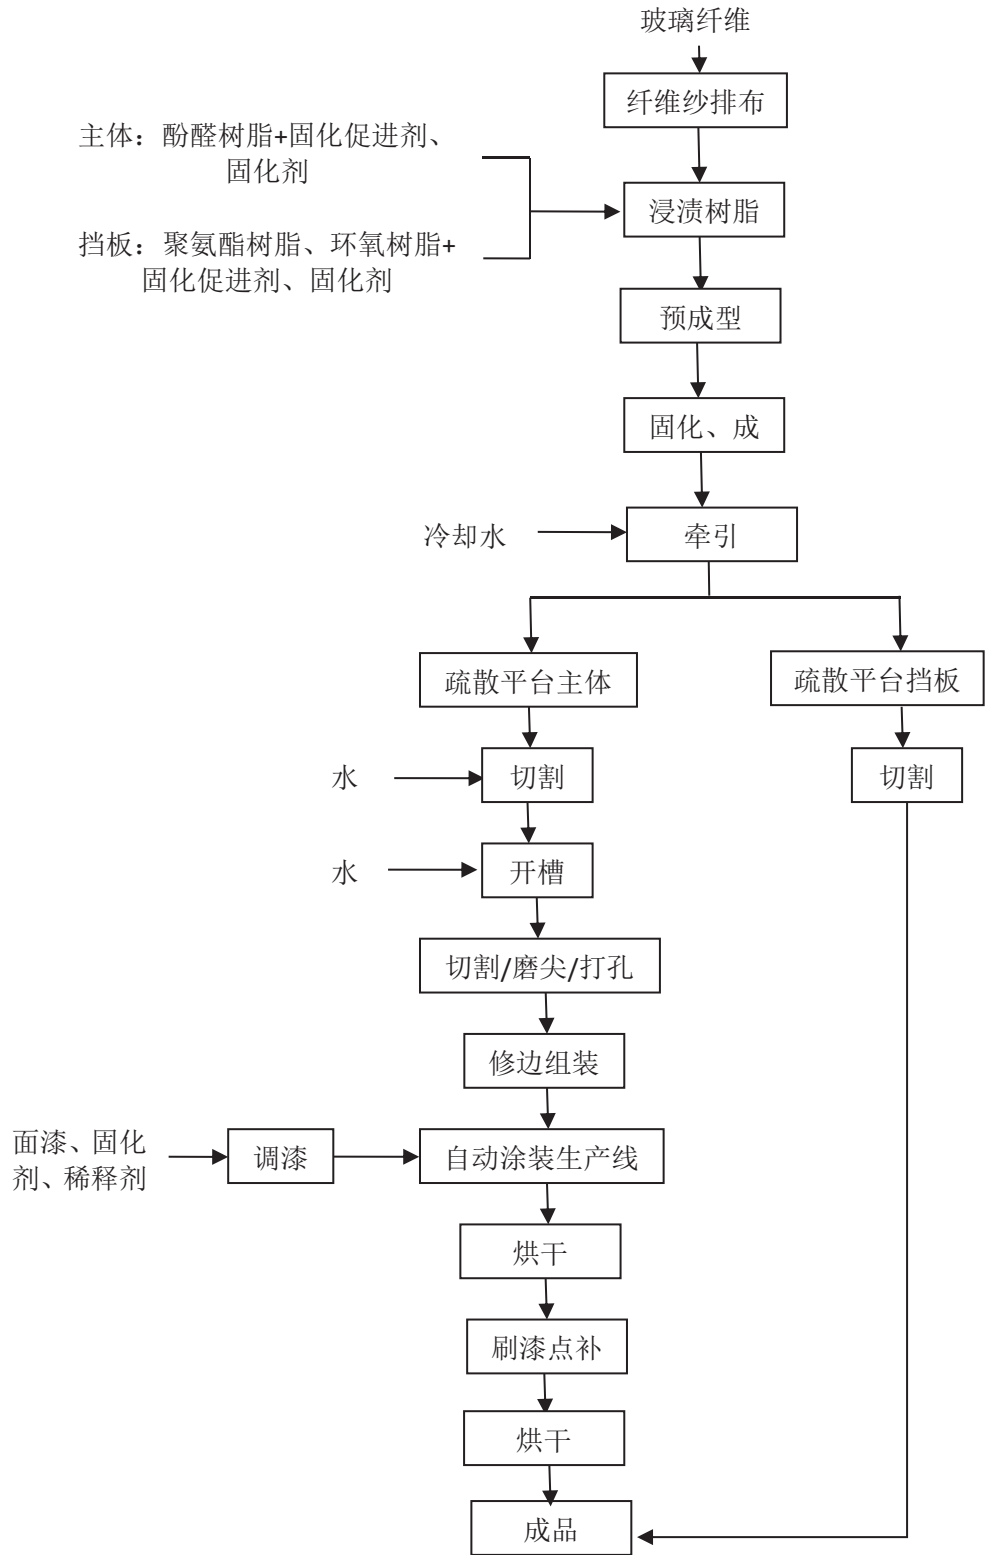 玻璃纤维
纤维纱排布
主体：酚醛树脂+固化促进剂、
固化剂
浸渍树脂
挡板：聚氨酯树脂、环氧树脂+
固化促进剂、固化剂
预成型
固化、成
冷却水
牵引
疏散平台主体
疏散平台挡板
水
切割
切割
水
开槽
切割/磨尖/打孔
修边组装
面漆、固化
剂、稀释剂
调漆
自动涂装生产线
烘干
刷漆点补
烘干
成品